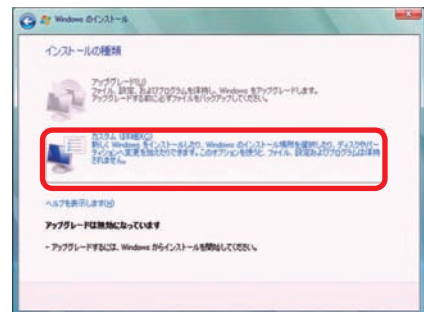 Windows のインストール
インストールの種類
アップグレード(U)
ファイル、設定、およびプログラムを保持し、Windows をアップグレードします。
アップグレードする前に必ずファイルをバックアップしてください。
カスタム (詳細)(C)
新しく Windows をインストールしたり、Windows のインストール場所を選択したり、ディスクやパー
ティションへ変更を加えたりできます。このオプションを使うと、ファイル、設定およびプログラムは保持
されません。
ヘルプを表示します(H)
アップグレードは無効になっています
- アップグレードするには、Windows からインストールを開始してください。